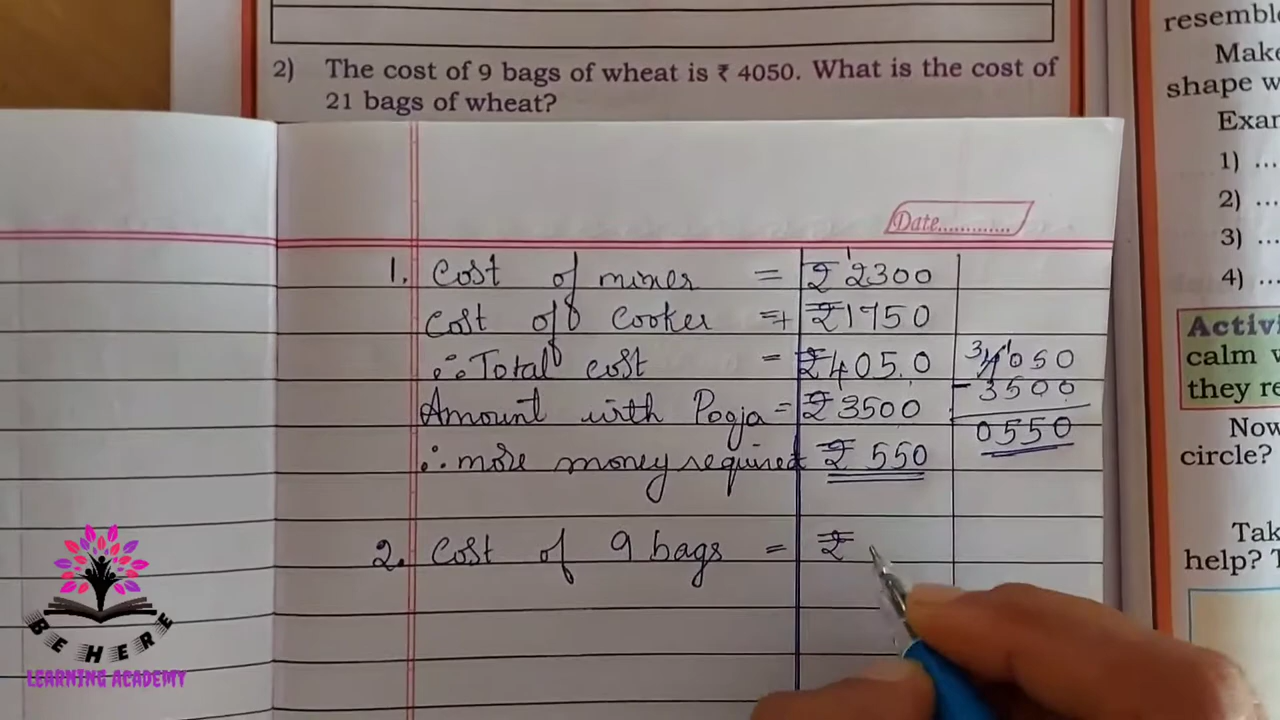 2) The cost of 9 bags of wheat is ₹ 4050. What is the cost of
21 bags of wheat?
Date.............
1. Cost of mixer = ₹ 2300
Cost of Cooker =+ ₹1750
∴ Total cost = ₹4050
Amount with Pooja = ₹3500
∴ more money required ₹ 550
4050
- 3500
0550
2. Cost of 9 bags = ₹
resembl
Make
shape w
Exar
1) ...
2) ...
3) ...
4) ...
Activi
calm w
they re
Now
circle?
Tak
help? T
BE HERE
LEARNING ACADEMY